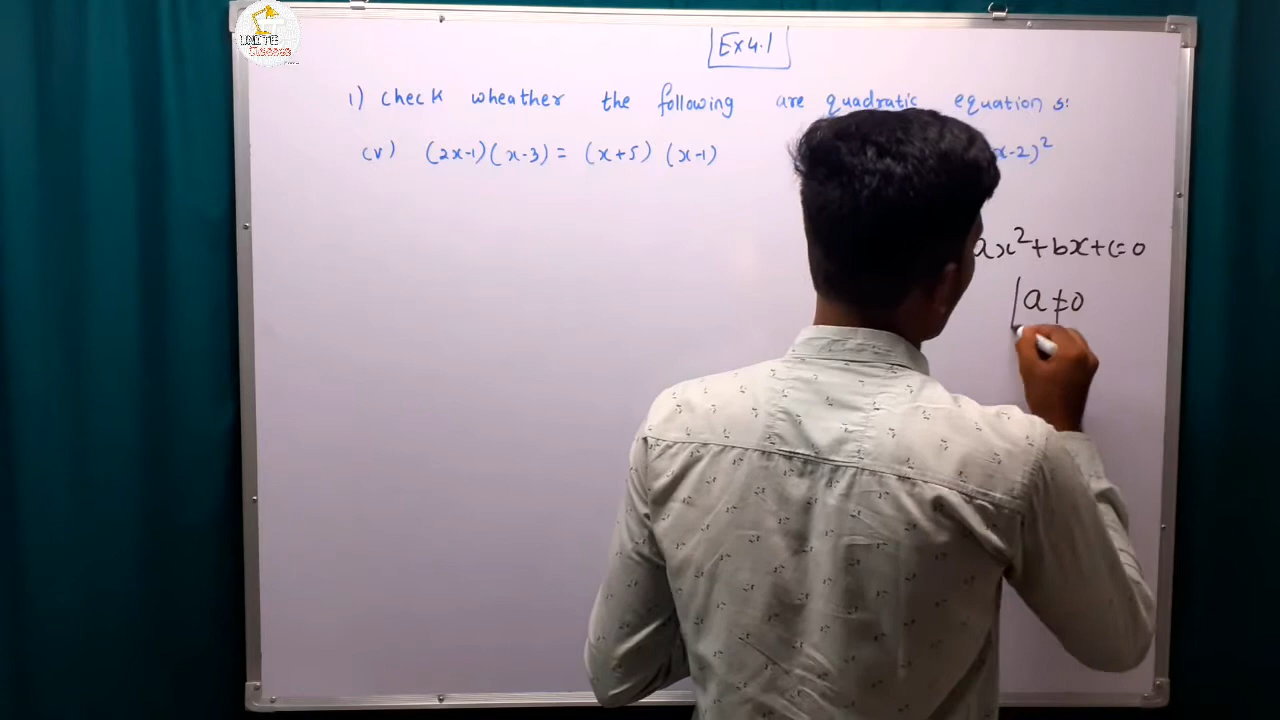 Ex 4.1
1) check wheather the following are quadratic equation s:
(v) (2x-1)(x-3) = (x+5) (x-1)
x-2)²
ax²+bx+c=0
a≠0